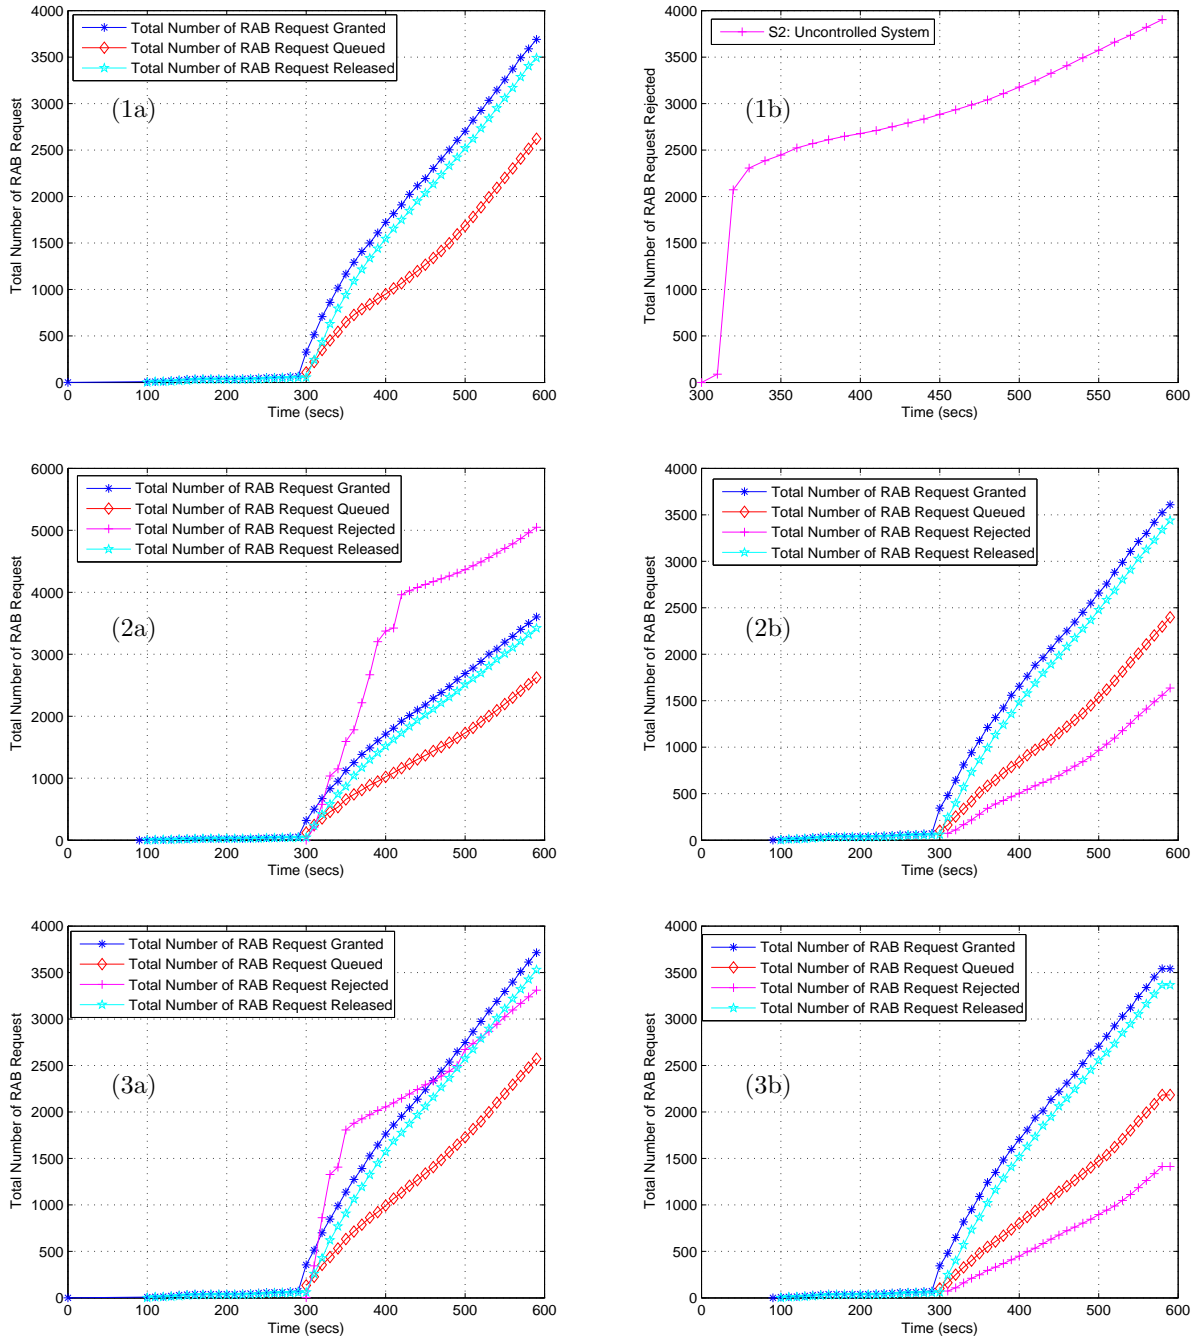 4000
3500
3000
2500
2000
1500
1000
500
0
Total Number of RAB Request
Total Number of RAB Request Granted
Total Number of RAB Request Queued
Total Number of RAB Request Released
(1a)
0 100 200 300 400 500 600
Time (secs)
4000
3500
3000
2500
2000
1500
1000
500
0
Total Number of RAB Request Rejected
S2: Uncontrolled System
(1b)
300 350 400 450 500 550 600
Time (secs)
6000
5000
4000
3000
2000
1000
0
Total Number of RAB Request
Total Number of RAB Request Granted
Total Number of RAB Request Queued
Total Number of RAB Request Rejected
Total Number of RAB Request Released
(2a)
0 100 200 300 400 500 600
Time (secs)
4000
3500
3000
2500
2000
1500
1000
500
0
Total Number of RAB Request
Total Number of RAB Request Granted
Total Number of RAB Request Queued
Total Number of RAB Request Rejected
Total Number of RAB Request Released
(2b)
0 100 200 300 400 500 600
Time (secs)
4000
3500
3000
2500
2000
1500
1000
500
0
Total Number of RAB Request
Total Number of RAB Request Granted
Total Number of RAB Request Queued
Total Number of RAB Request Rejected
Total Number of RAB Request Released
(3a)
0 100 200 300 400 500 600
Time (secs)
4000
3500
3000
2500
2000
1500
1000
500
0
Total Number of RAB Request
Total Number of RAB Request Granted
Total Number of RAB Request Queued
Total Number of RAB Request Rejected
Total Number of RAB Request Released
(3b)
0 100 200 300 400 500 600
Time (secs)